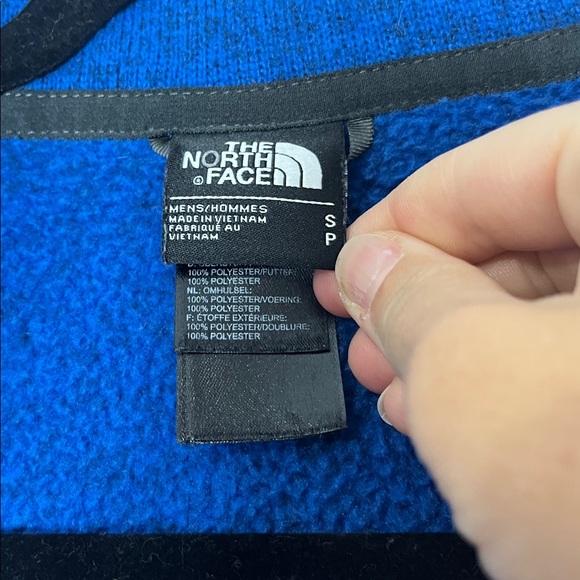 THE
NORTH
FACE
®
MENS/HOMMES
MADE IN VIETNAM
FABRIQUÉ AU
VIETNAM
S
P
100% POLYESTER/FUTTER:
100% POLYESTER
NL: OMHULSEL:
100% POLYESTER/VOERING:
100% POLYESTER
F: ÉTOFFE EXTÉRIEURE:
100% POLYESTER/DOUBLURE:
100% POLYESTER